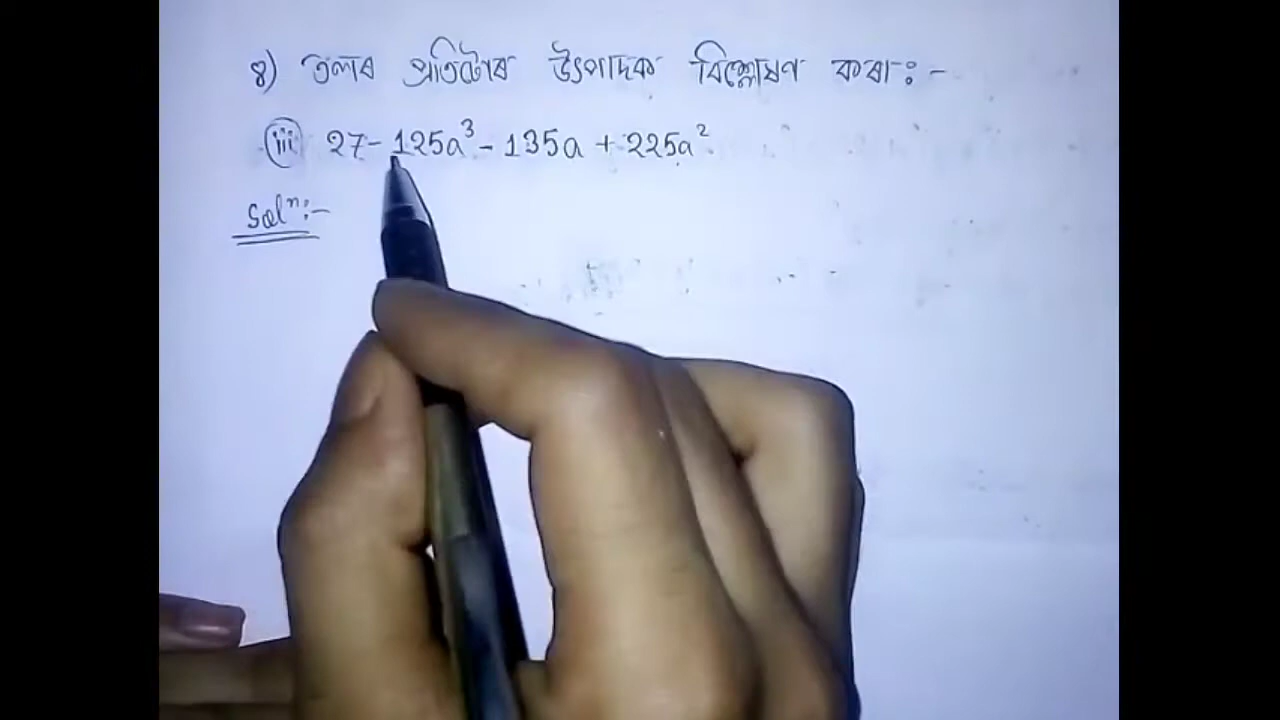 ৪) তলৰ প্ৰতিটোৰ উৎপাদক বিশ্লেষণ কৰা:-
(iii) 27-125a³-135a+225a²
Solⁿ:-